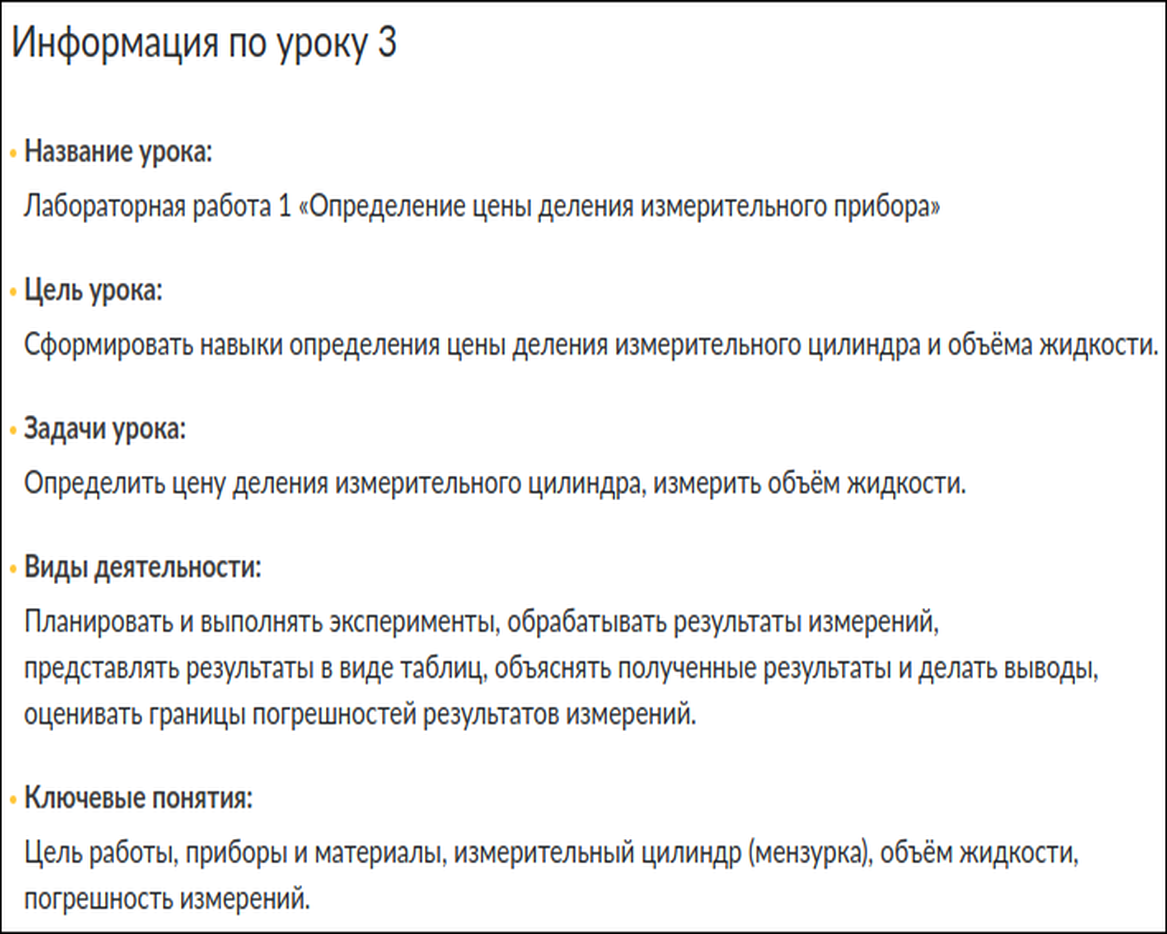 Информация по уроку 3
• Название урока:
Лабораторная работа 1 «Определение цены деления измерительного прибора»
• Цель урока:
Сформировать навыки определения цены деления измерительного цилиндра и объёма жидкости.
• Задачи урока:
Определить цену деления измерительного цилиндра, измерить объём жидкости.
• Виды деятельности:
Планировать и выполнять эксперименты, обрабатывать результаты измерений,
представлять результаты в виде таблиц, объяснять полученные результаты и делать выводы,
оценивать границы погрешностей результатов измерений.
• Ключевые понятия:
Цель работы, приборы и материалы, измерительный цилиндр (мензурка), объём жидкости,
погрешность измерений.